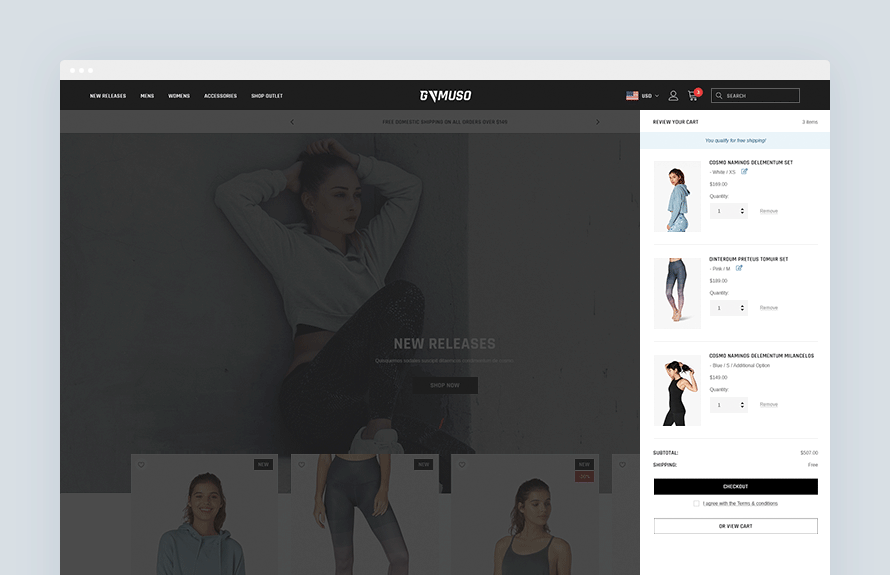 NEW RELEASES MENS WOMENS ACCESSORIES SHOP OUTLET
GYMUSO
USD
3
SEARCH
FREE DOMESTIC SHIPPING ON ALL ORDERS OVER
NEW RELEASES
SHOP NOW
NEW
NEW
NEW
REVIEW YOUR CART
3 items
You qualify for free shipping!
COSMO NAMINOS DELEMENTUM SET
- White / XS
$169.00
Quantity:
1
Remove
DINTERDUM PRETEUS TOMUIR SET
- Pink / M
$189.00
Quantity:
1
Remove
COSMO NAMINOS DELEMENTUM MILANCELOS
- Blue / S / Additional Option
$149.00
Quantity:
1
Remove
SUBTOTAL: $507.00
SHIPPING: Free
CHECKOUT
I agree with the Terms & conditions
OR VIEW CART